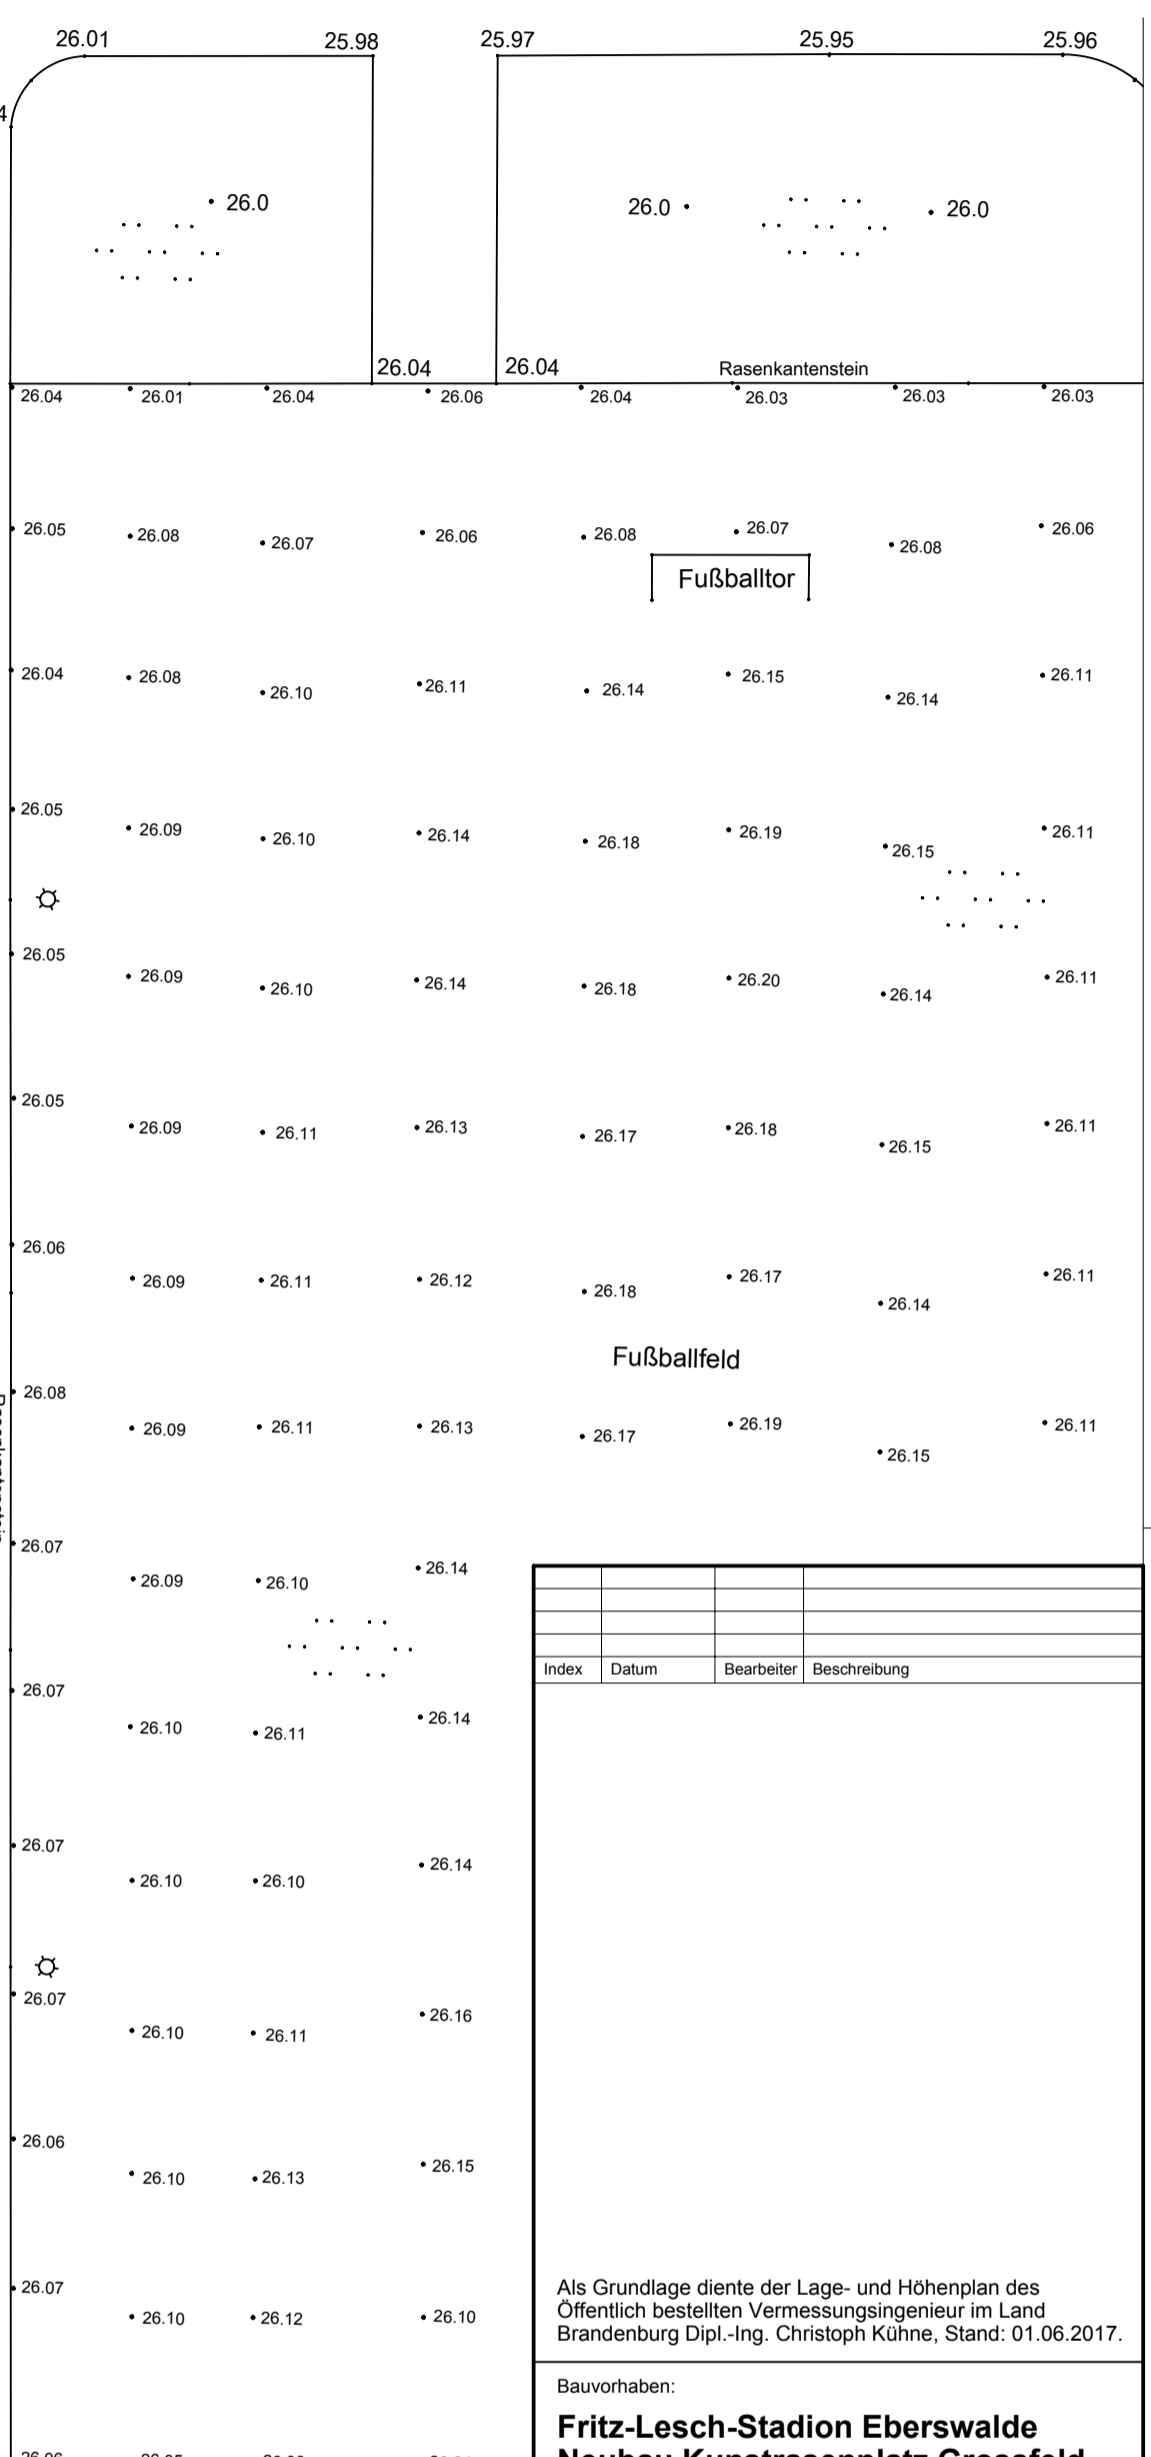 26.01 25.98 25.97 25.95 25.96
4
26.0 26.0 26.0
26.04 26.04 Rasenkantenstein
26.04 26.01 26.04 26.06 26.04 26.03 26.03 26.03
26.05 26.08 26.07 26.06 26.08 26.07 26.08 26.06
Fußballtor
26.04 26.08 26.10 26.11 26.14 26.15 26.14 26.11
26.05 26.09 26.10 26.14 26.18 26.19 26.15 26.11
26.05 26.09 26.10 26.14 26.18 26.20 26.14 26.11
26.05 26.09 26.11 26.13 26.17 26.18 26.15 26.11
26.06 26.09 26.11 26.12 26.18 26.17 26.14 26.11
Fußballfeld
26.08 26.09 26.11 26.13 26.17 26.19 26.15 26.11
26.07 26.09 26.10 26.14
26.07 26.10 26.11 26.14
26.07 26.10 26.10 26.14
26.07 26.10 26.11 26.16
26.06 26.10 26.13 26.15
26.07 26.10 26.12 26.10
Index Datum Bearbeiter Beschreibung
Als Grundlage diente der Lage- und Höhenplan des
Öffentlich bestellten Vermessungsingenieur im Land
Brandenburg Dipl.-Ing. Christoph Kühne, Stand: 01.06.2017.
Bauvorhaben:
Fritz-Lesch-Stadion Eberswalde
Neubau Kunstrasenplatz Grossfeld